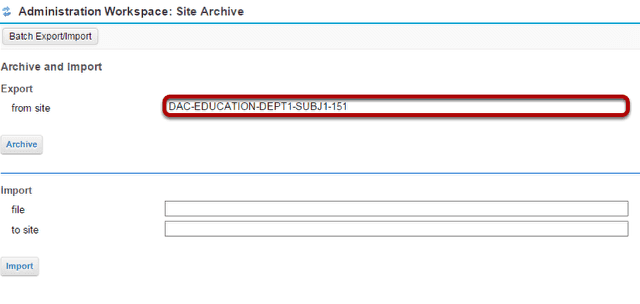 Administration Workspace: Site Archive
Batch Export/Import
Archive and Import
Export
from site DAC-EDUCATION-DEPT1-SUBJ1-151
Archive
Import
file
to site
Import